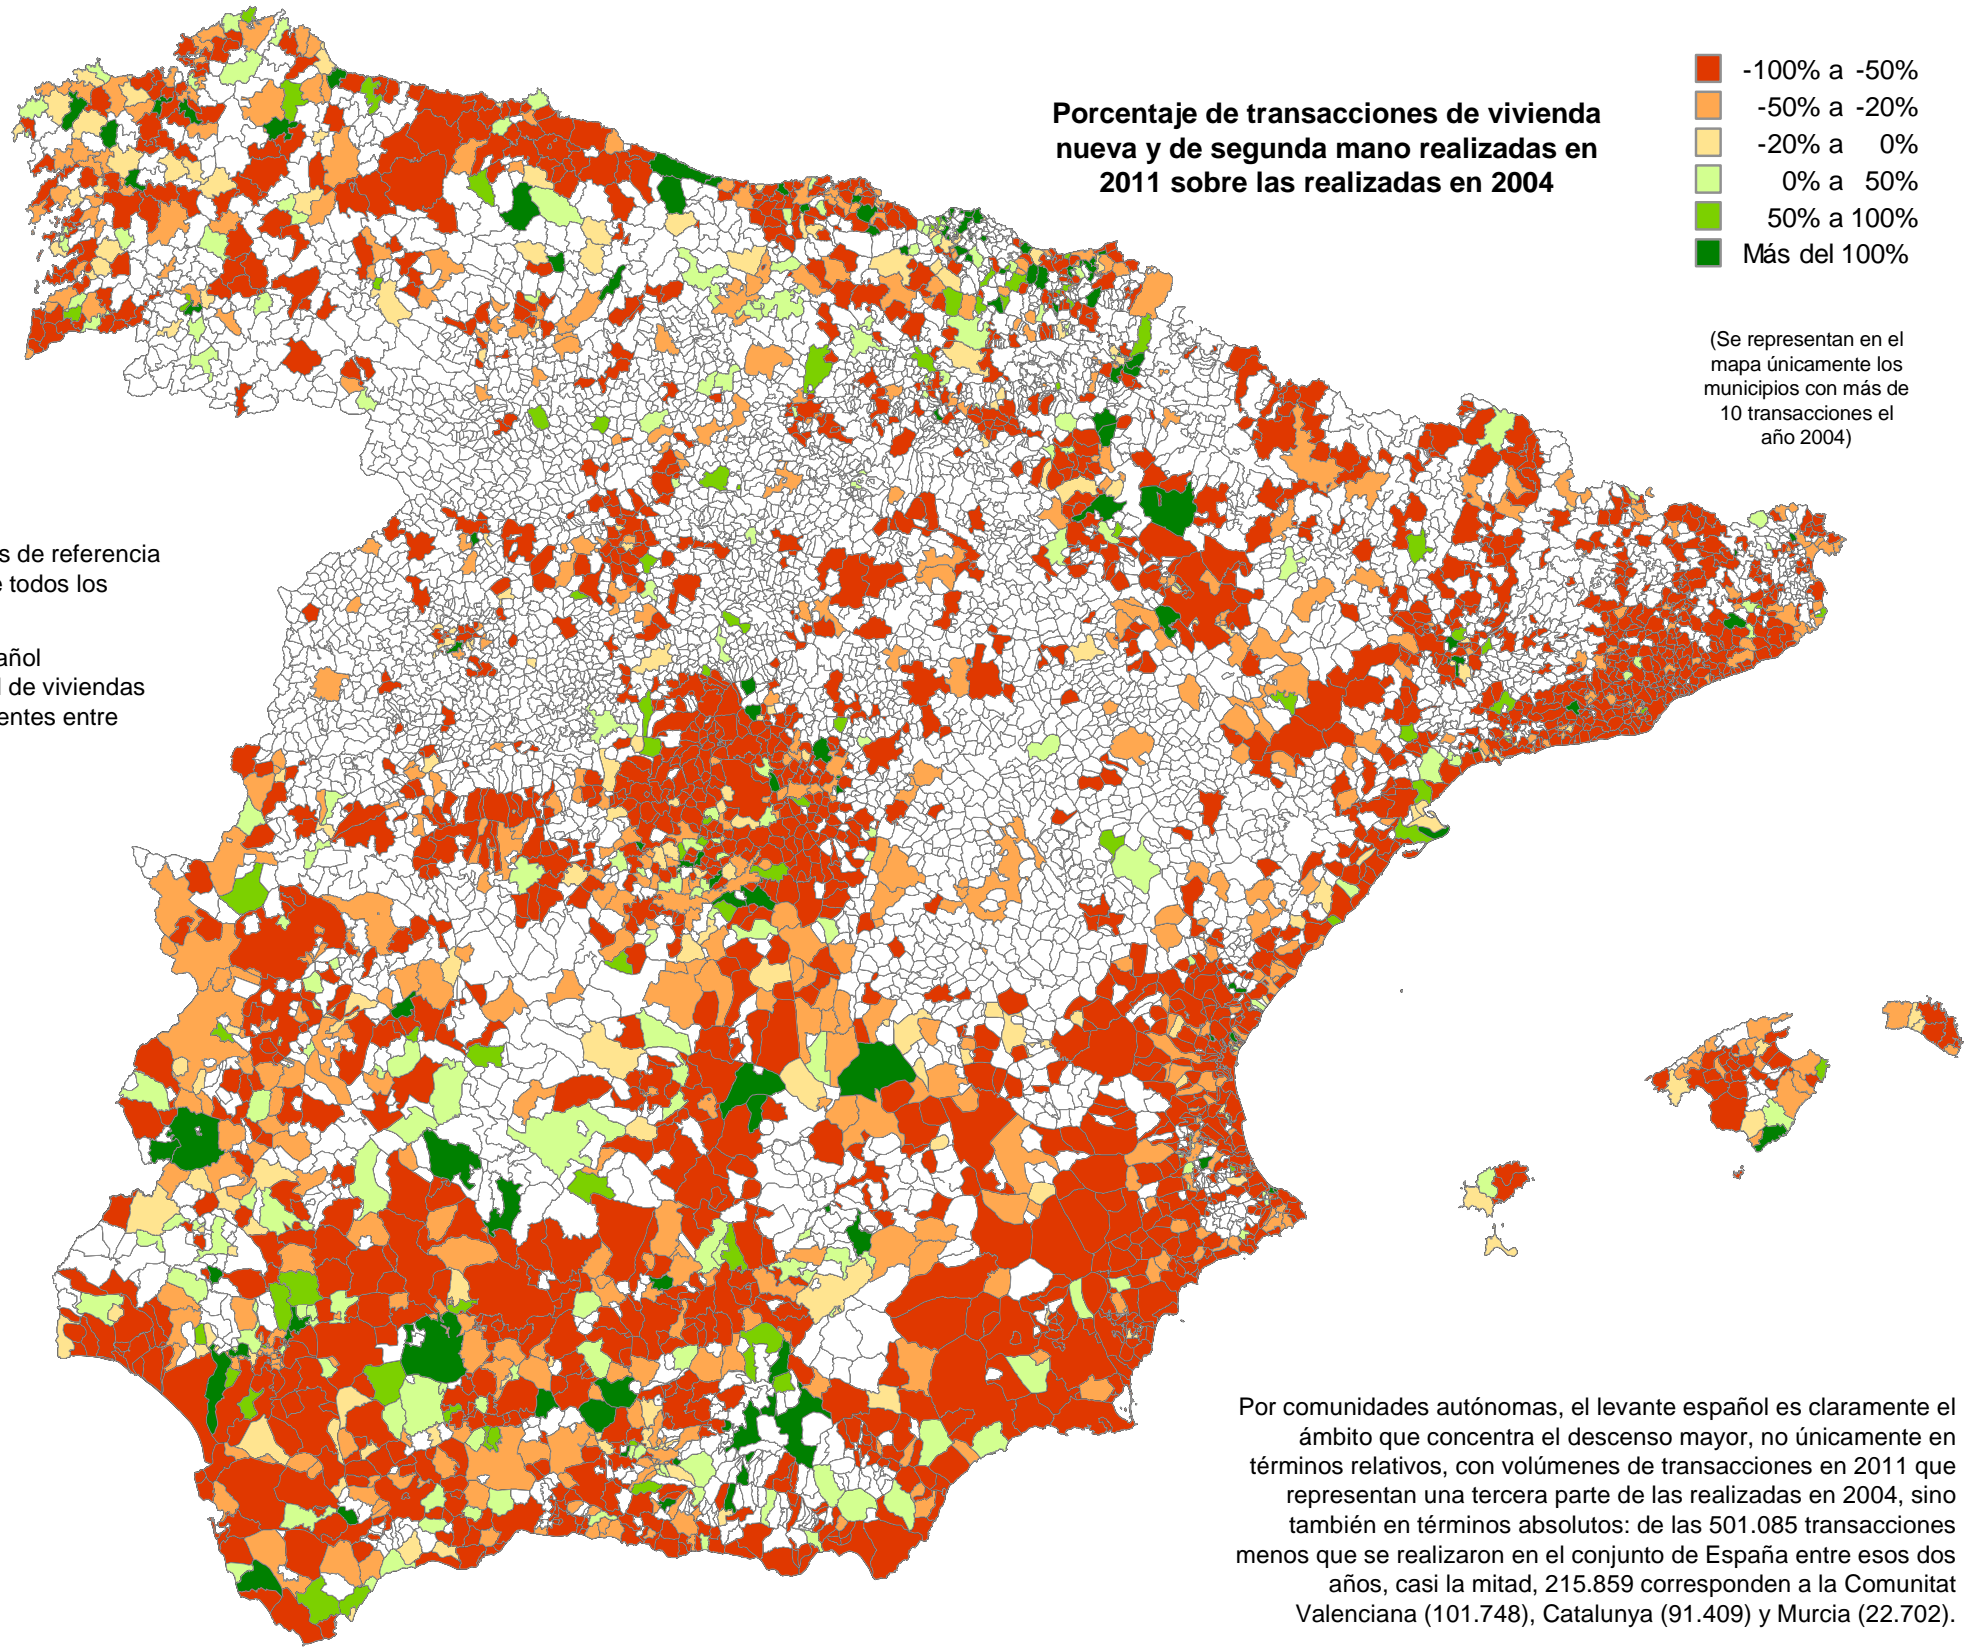 Porcentaje de transacciones de vivienda
nueva y de segunda mano realizadas en
2011 sobre las realizadas en 2004
-100% a -50%
-50% a -20%
-20% a 0%
0% a 50%
50% a 100%
Más del 100%
(Se representan en el
mapa únicamente los
municipios con más de
10 transacciones el
año 2004)
s de referencia
todos los
añol
de viviendas
entes entre
Por comunidades autónomas, el levante español es claramente el
ámbito que concentra el descenso mayor, no únicamente en
términos relativos, con volúmenes de transacciones en 2011 que
representan una tercera parte de las realizadas en 2004, sino
también en términos absolutos: de las 501.085 transacciones
menos que se realizaron en el conjunto de España entre esos dos
años, casi la mitad, 215.859 corresponden a la Comunitat
Valenciana (101.748), Catalunya (91.409) y Murcia (22.702).